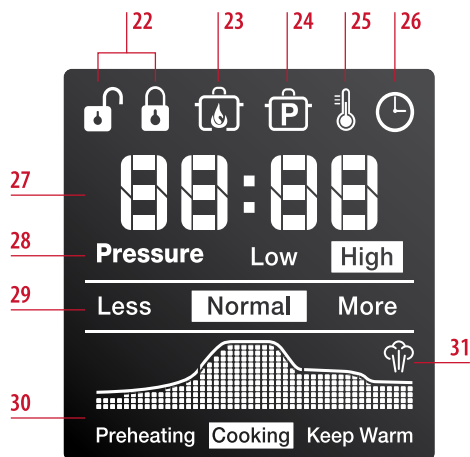 22 23 24 25 26
P
27 88:88
28 Pressure Low High
29 Less Normal More
31
30
Preheating Cooking Keep Warm